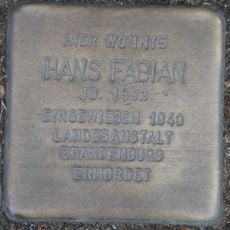 HIER WOHNTE
HANS FABIAN
JG.
EINGEWIESEN 1940
LANDESANSTALT
BRANDENBURG
ERMORDET